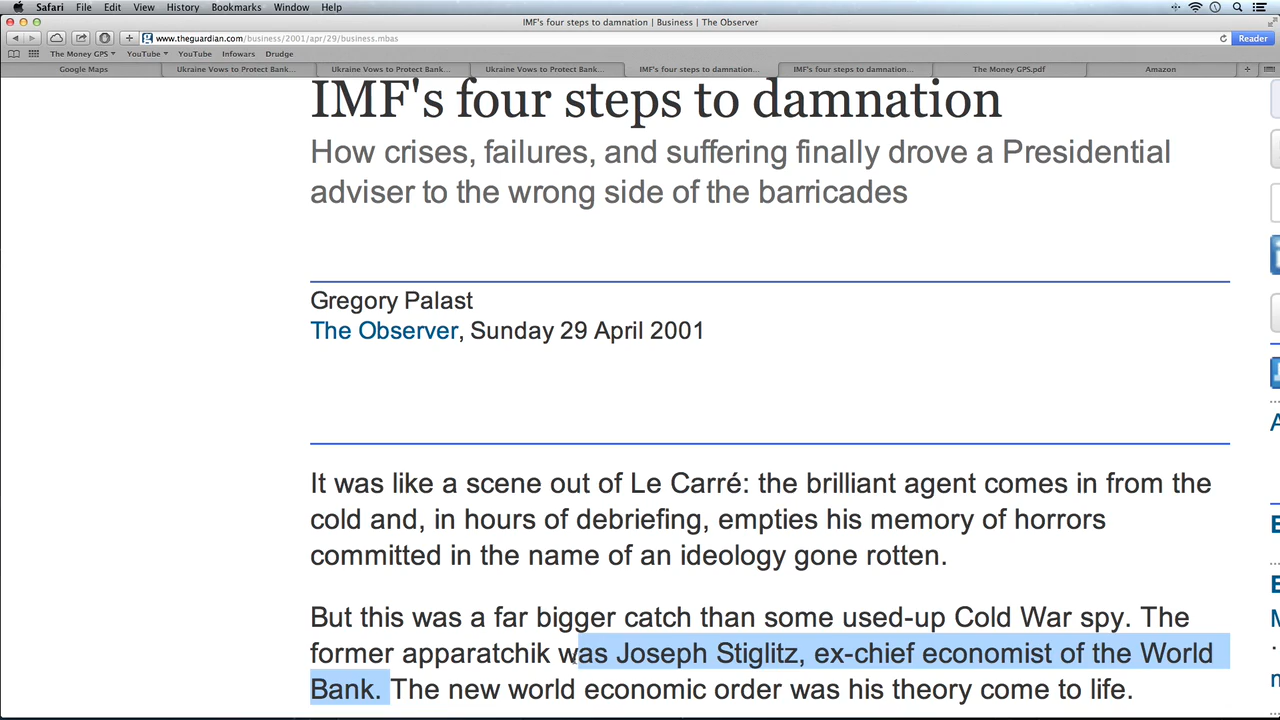 Safari File Edit View History Bookmarks Window Help
IMF's four steps to damnation | Business | The Observer
www.theguardian.com/business/2001/apr/29/business.mbas
Reader
The Money GPS YouTube YouTube Infowars Drudge
Google Maps Ukraine Vows to Protect Bank... Ukraine Vows to Protect Bank... Ukraine Vows to Protect Bank... IMF's four steps to damnation... IMF's four steps to damnation... The Money GPS.pdf Amazon
IMF's four steps to damnation
How crises, failures, and suffering finally drove a Presidential
adviser to the wrong side of the barricades
Gregory Palast
The Observer, Sunday 29 April 2001
It was like a scene out of Le Carré: the brilliant agent comes in from the
cold and, in hours of debriefing, empties his memory of horrors
committed in the name of an ideology gone rotten.
But this was a far bigger catch than some used-up Cold War spy. The
former apparatchik was Joseph Stiglitz, ex-chief economist of the World
Bank. The new world economic order was his theory come to life.